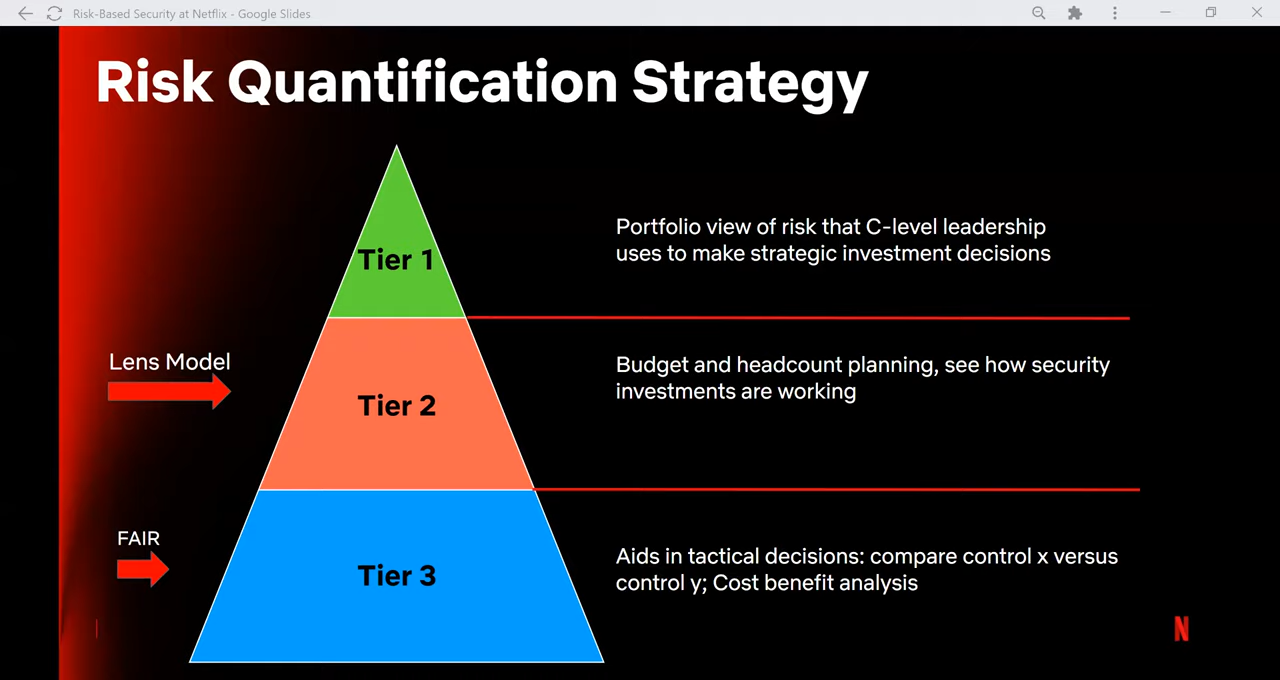 Risk-Based Security at Netflix - Google Slides
Risk Quantification Strategy
Tier 1
Portfolio view of risk that C-level leadership
uses to make strategic investment decisions
Lens Model
Tier 2
Budget and headcount planning, see how security
investments are working
FAIR
Tier 3
Aids in tactical decisions: compare control x versus
control y; Cost benefit analysis
N